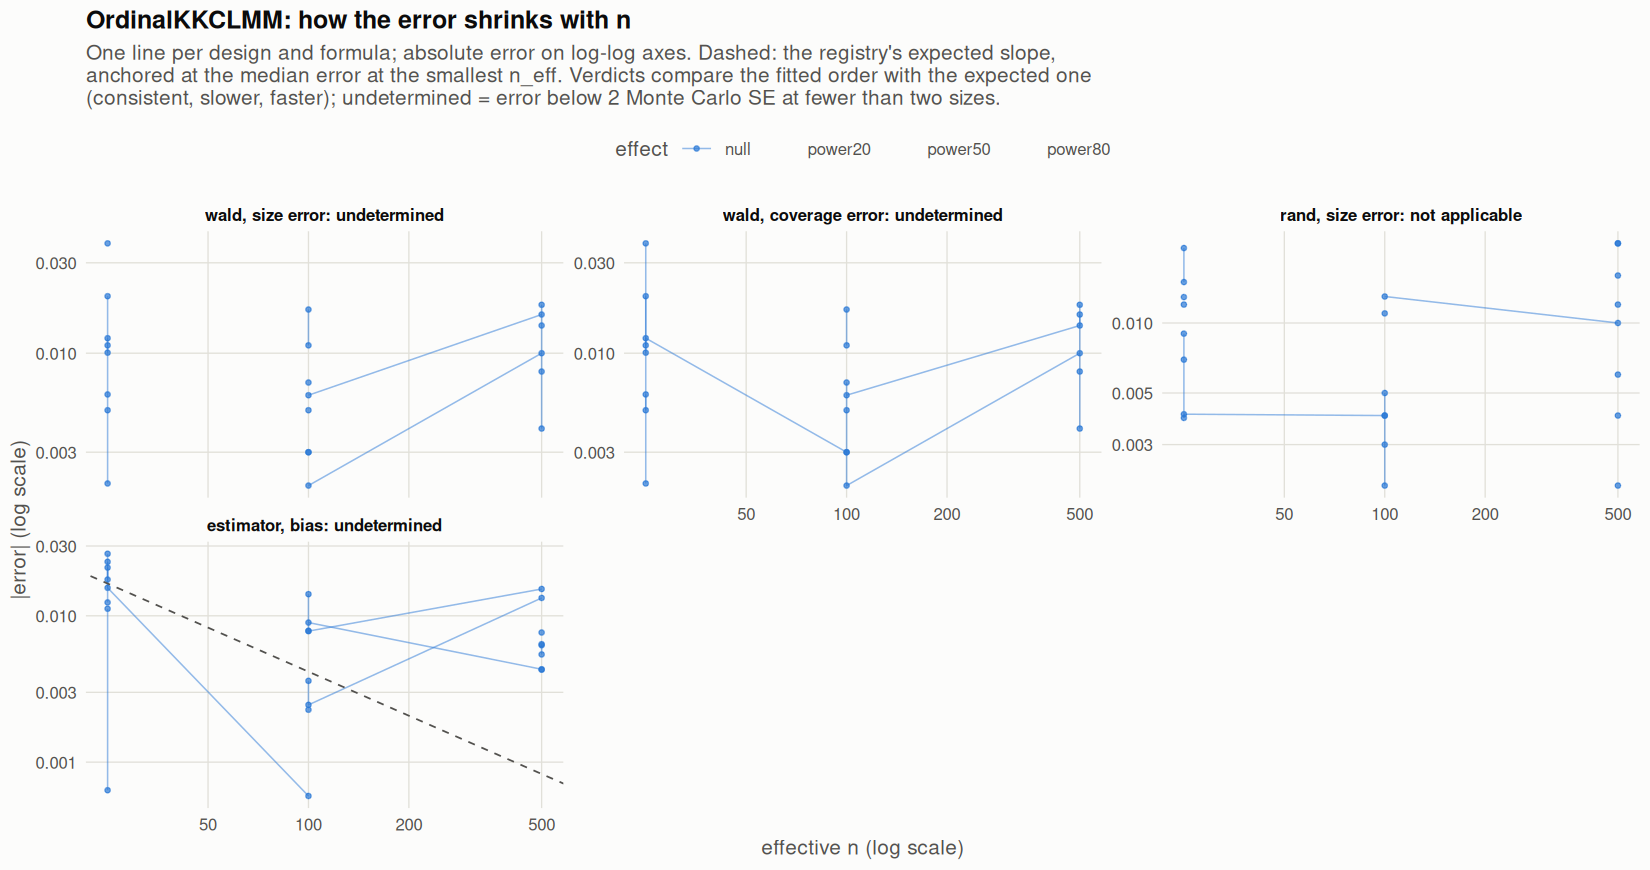 OrdinalKKCLMM: how the error shrinks with n
One line per design and formula; absolute error on log-log axes. Dashed: the registry's expected slope,
anchored at the median error at the smallest n_eff. Verdicts compare the fitted order with the expected one
(consistent, slower, faster); undetermined = error below 2 Monte Carlo SE at fewer than two sizes.
effect null power20 power50 power80
wald, size error: undetermined
0.030
0.010
0.003
wald, coverage error: undetermined
0.030
0.010
0.003
50 100 200 500
rand, size error: not applicable
0.010
0.005
0.003
50 100 200 500
estimator, bias: undetermined
0.030
0.010
0.003
0.001
50 100 200 500
|error| (log scale)
effective n (log scale)